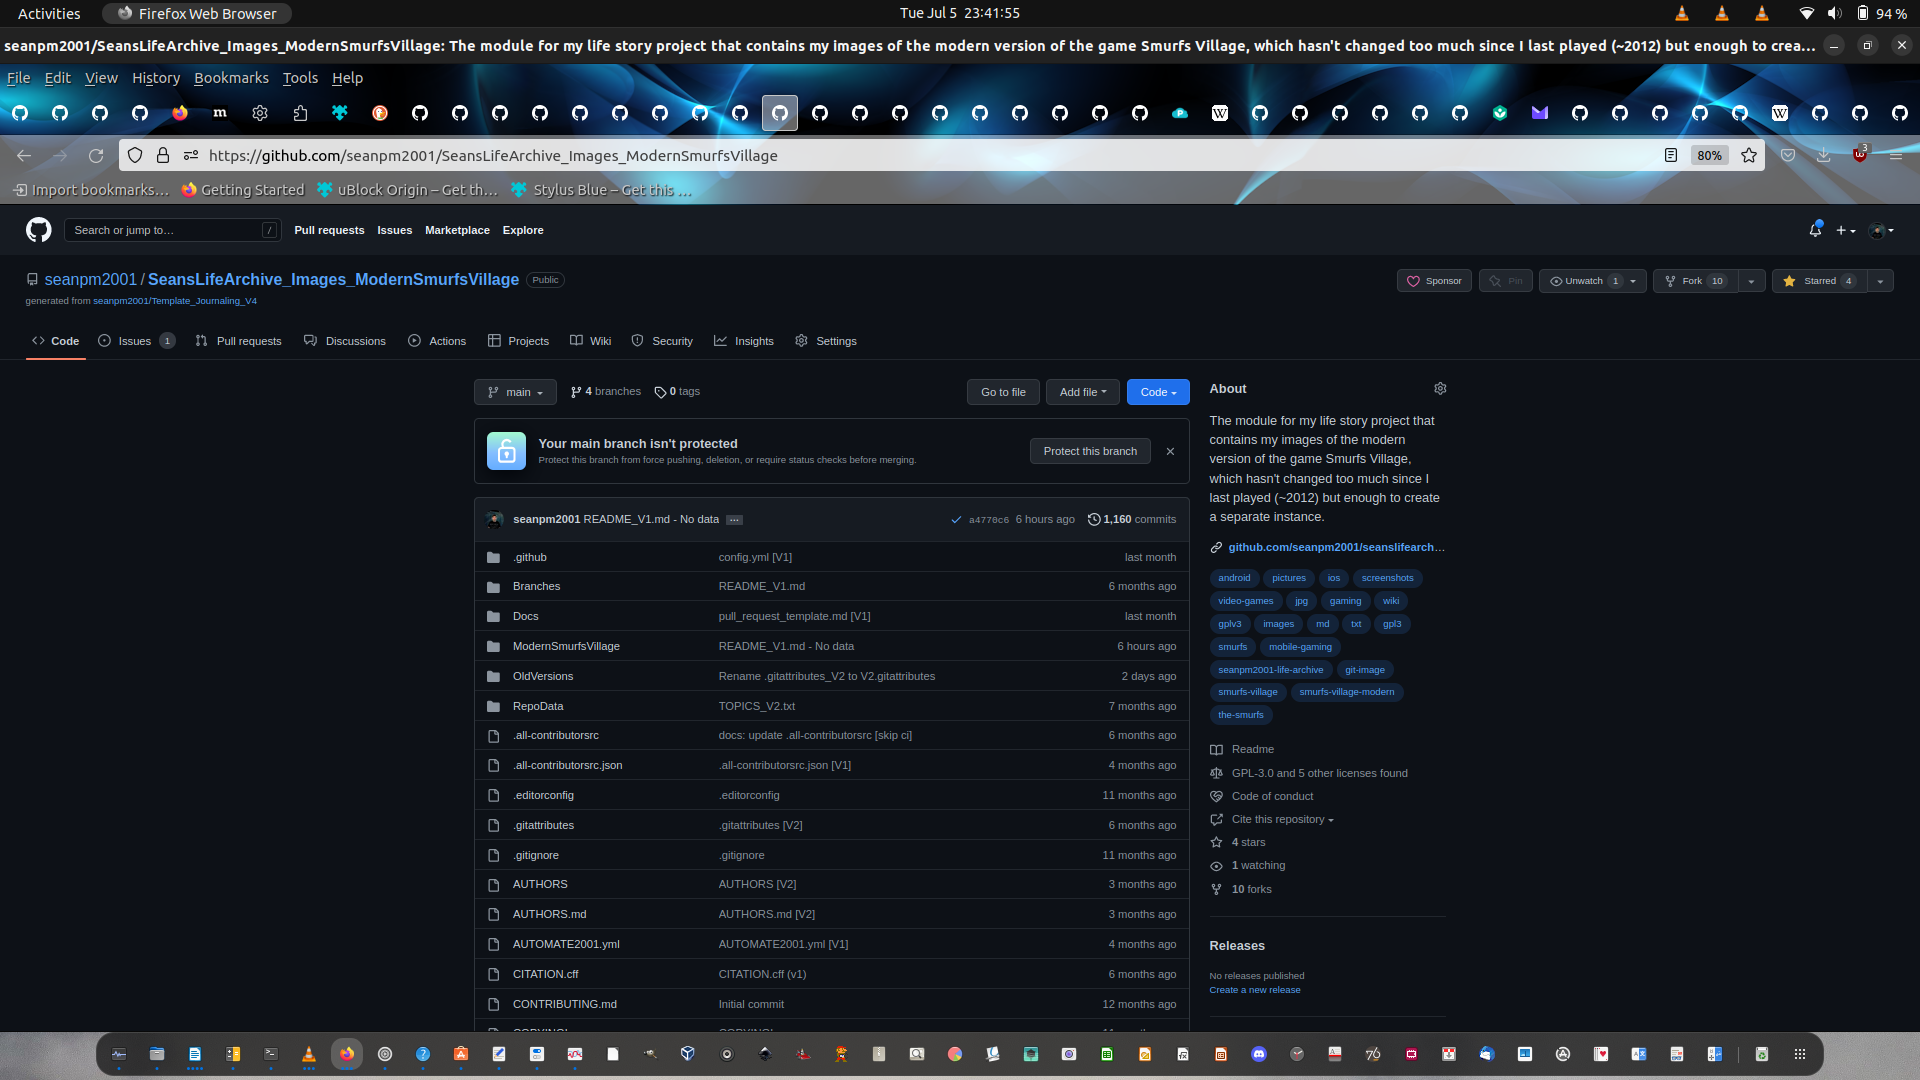 Activities
Firefox Web Browser
Tue Jul 5 23:41:55
94 %
seanpm2001/SeansLifeArchive_Images_ModernSmurfsVillage: The module for my life story project that contains my images of the modern version of the game Smurfs Village, which hasn't changed too much since I last played (~2012) but enough to crea…
File Edit View History Bookmarks Tools Help
https://github.com/seanpm2001/SeansLifeArchive_Images_ModernSmurfsVillage
80%
3
Import bookmarks… Getting Started uBlock Origin – Get th… Stylus Blue – Get this …
Search or jump to… /
Pull requests Issues Marketplace Explore
seanpm2001 / SeansLifeArchive_Images_ModernSmurfsVillage Public
Sponsor Pin Unwatch 1 Fork 10 Starred 4
generated from seanpm2001/Template_Journaling_V4
Code Issues 1 Pull requests Discussions Actions Projects Wiki Security Insights Settings
main 4 branches 0 tags
Go to file Add file Code
Your main branch isn't protected
Protect this branch from force pushing, deletion, or require status checks before merging.
Protect this branch
seanpm2001 README_V1.md - No data … a4770c6 6 hours ago 1,160 commits
.github config.yml [V1] last month
Branches README_V1.md 6 months ago
Docs pull_request_template.md [V1] last month
ModernSmurfsVillage README_V1.md - No data 6 hours ago
OldVersions Rename .gitattributes_V2 to V2.gitattributes 2 days ago
RepoData TOPICS_V2.txt 7 months ago
.all-contributorsrc docs: update .all-contributorsrc [skip ci] 6 months ago
.all-contributorsrc.json .all-contributorsrc.json [V1] 4 months ago
.editorconfig .editorconfig 11 months ago
.gitattributes .gitattributes [V2] 6 months ago
.gitignore .gitignore 11 months ago
AUTHORS AUTHORS [V2] 3 months ago
AUTHORS.md AUTHORS.md [V2] 3 months ago
AUTOMATE2001.yml AUTOMATE2001.yml [V1] 4 months ago
CITATION.cff CITATION.cff (v1) 6 months ago
CONTRIBUTING.md Initial commit 12 months ago
About
The module for my life story project that
contains my images of the modern
version of the game Smurfs Village,
which hasn't changed too much since I
last played (~2012) but enough to create
a separate instance.
github.com/seanpm2001/seanslifearch…
android pictures ios screenshots
video-games jpg gaming wiki
gplv3 images md txt gpl3
smurfs mobile-gaming
seanpm2001-life-archive git-image
smurfs-village smurfs-village-modern
the-smurfs
Readme
GPL-3.0 and 5 other licenses found
Code of conduct
Cite this repository
4 stars
1 watching
10 forks
Releases
No releases published
Create a new release